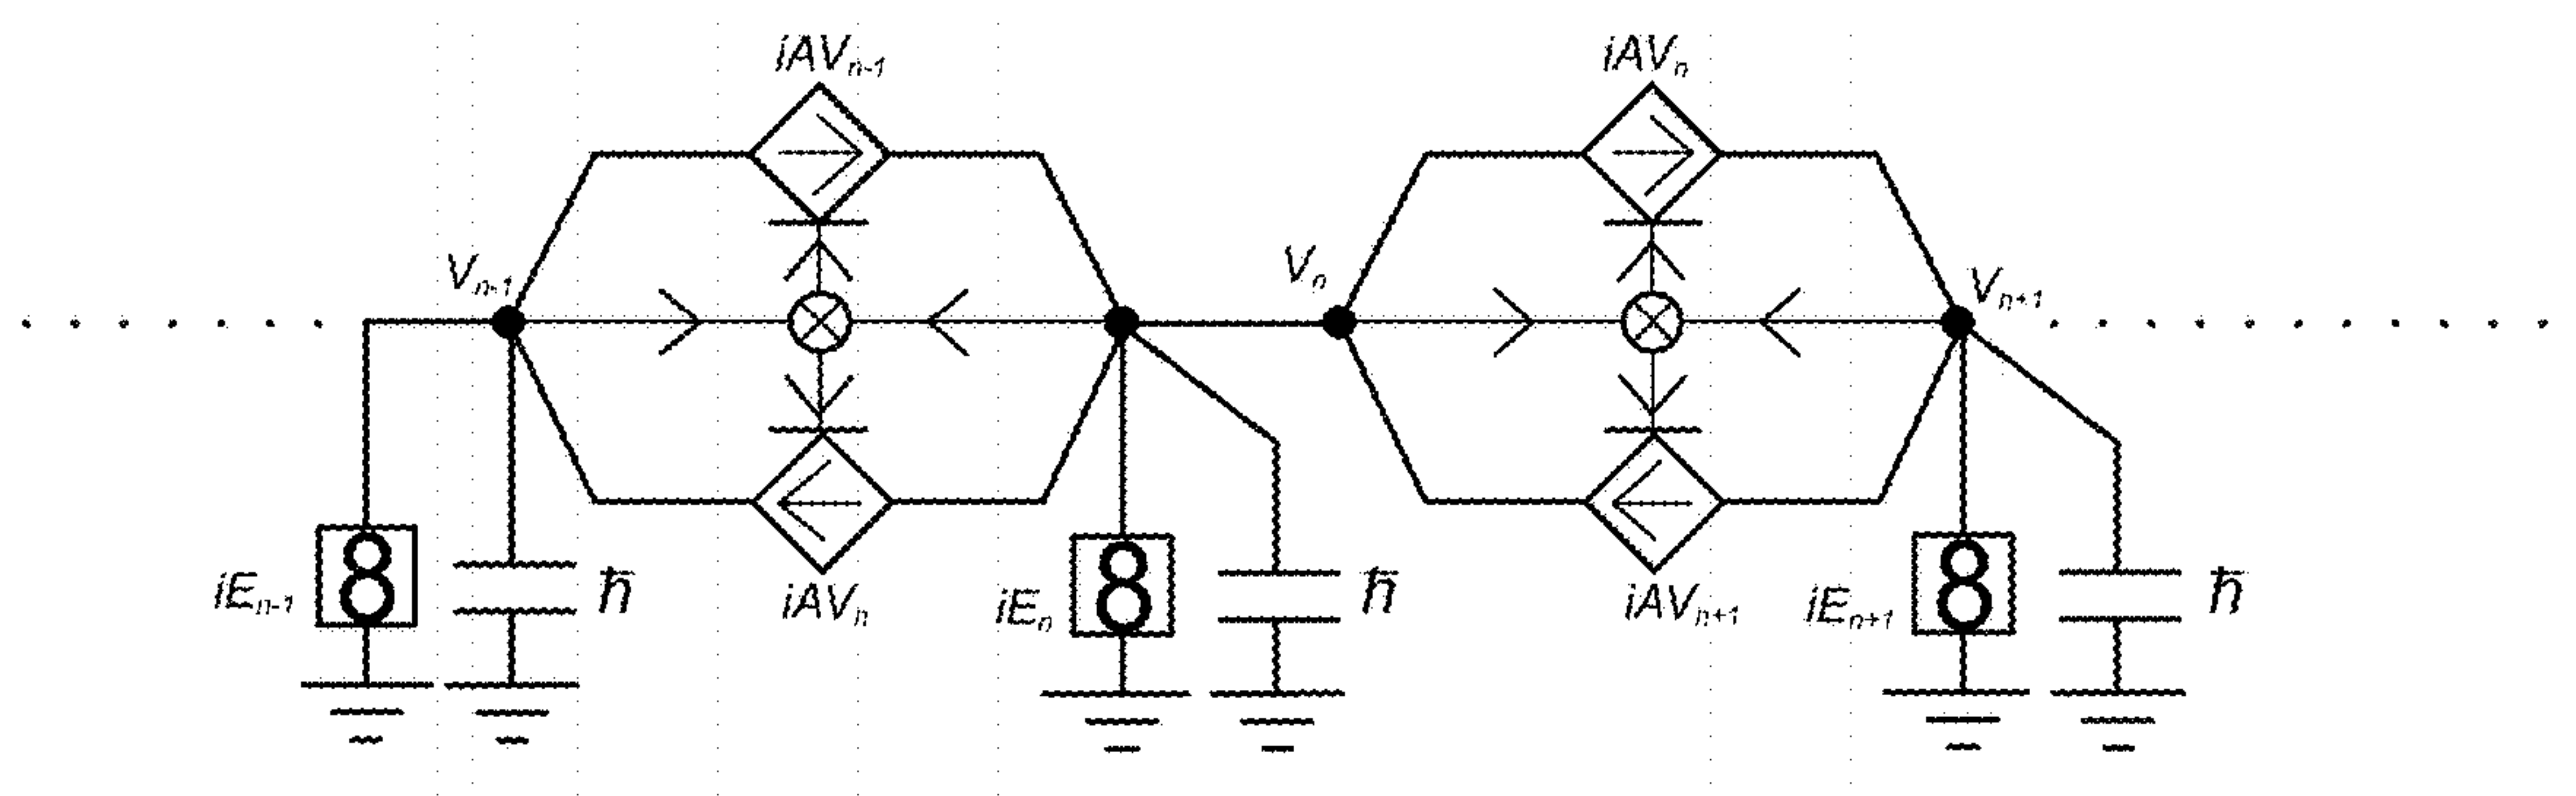 iAVₙ₋₁ iAVₙ
Vₙ₋₁ Vₙ Vₙ₊₁
iEₙ₋₁ ħ iAVₙ iEₙ ħ iAVₙ₊₁ iEₙ₊₁ ħ